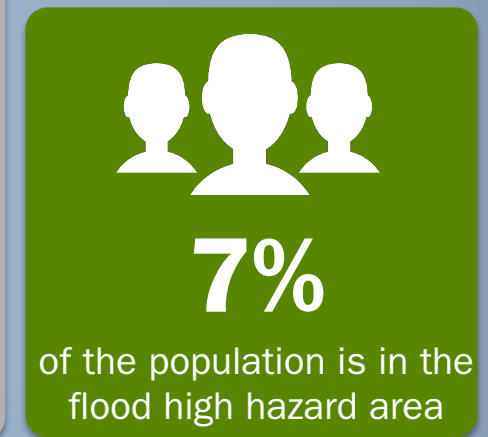 7%
of the population is in the
flood high hazard area